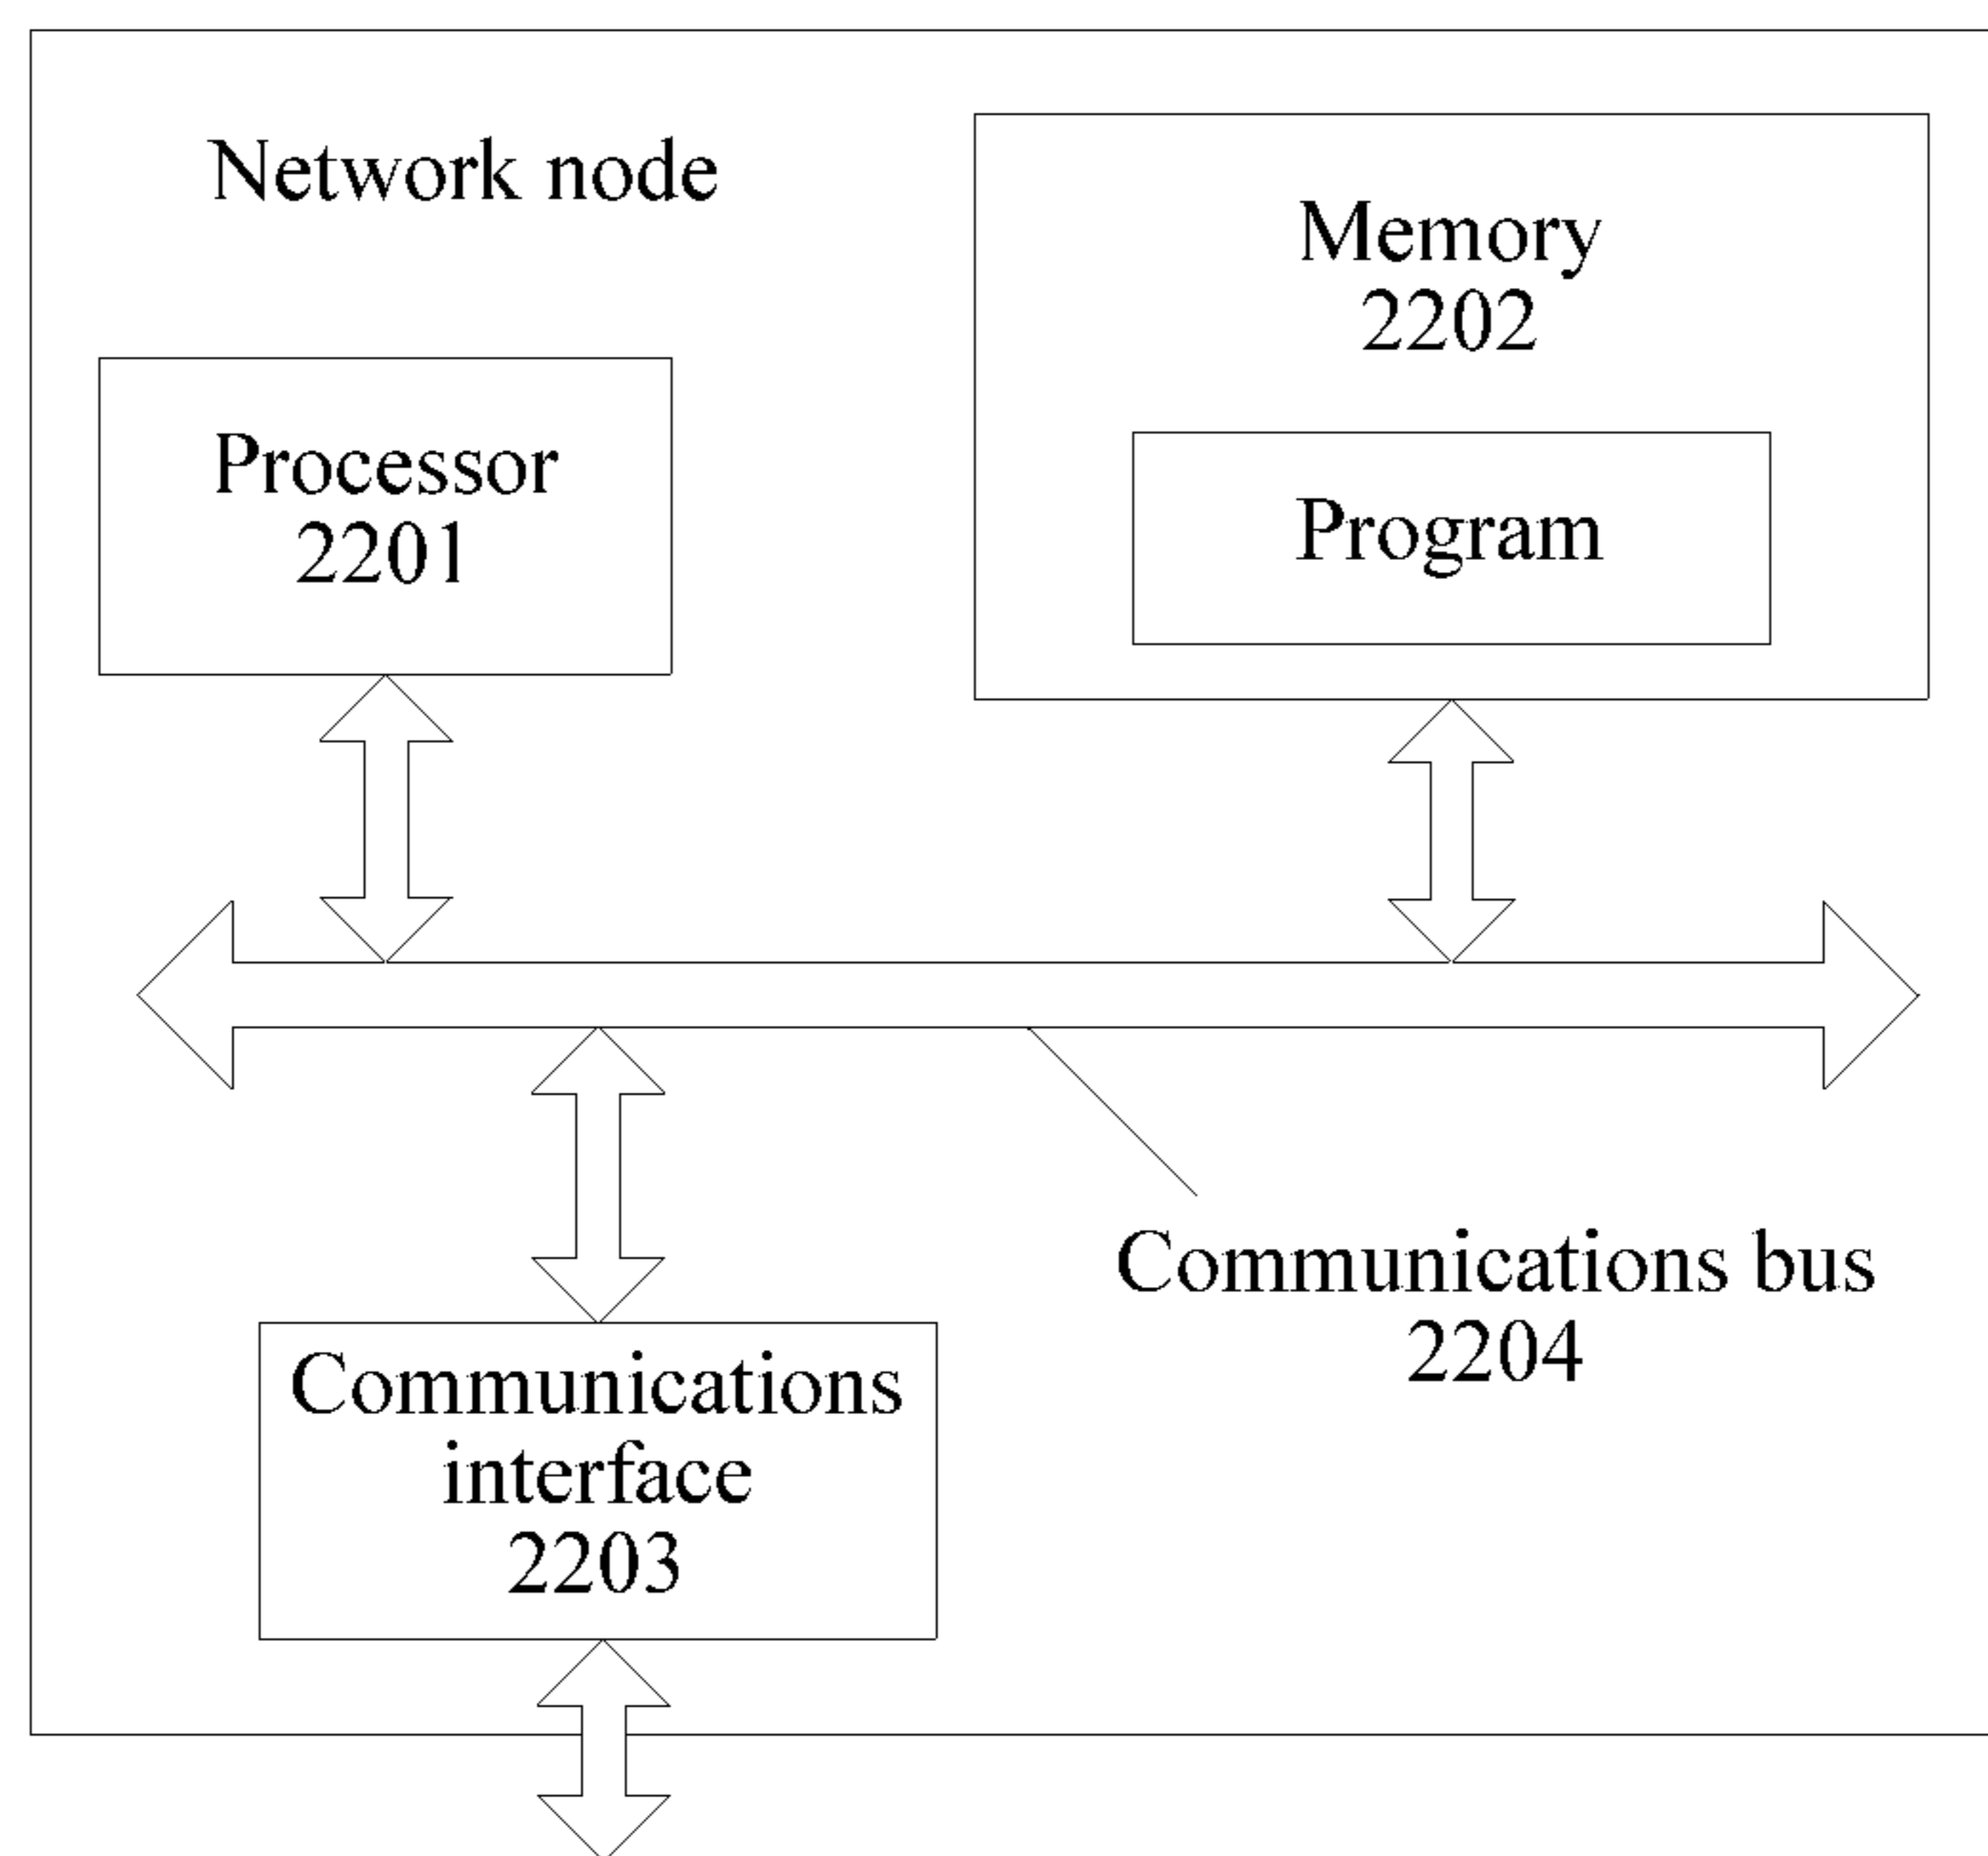 Network node
Memory
2202
Processor
2201
Program
Communications bus
2204
Communications
interface
2203